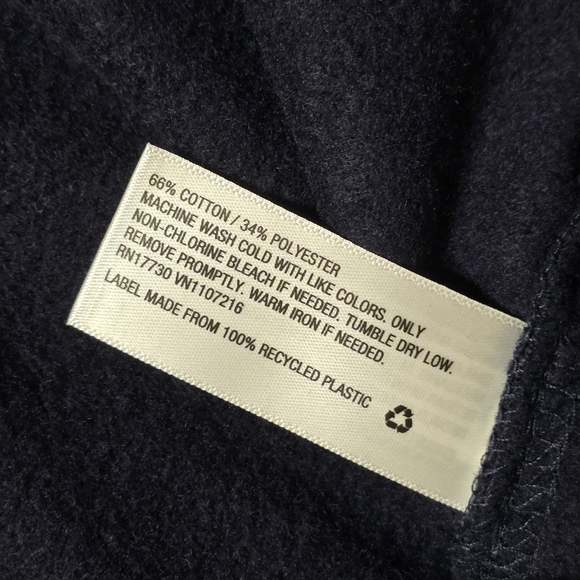 66% COTTON / 34% POLYESTER
MACHINE WASH COLD WITH LIKE COLORS. ONLY
NON-CHLORINE BLEACH IF NEEDED. TUMBLE DRY LOW.
REMOVE PROMPTLY. WARM IRON IF NEEDED.
RN17730 VN1107216
LABEL MADE FROM 100% RECYCLED PLASTIC